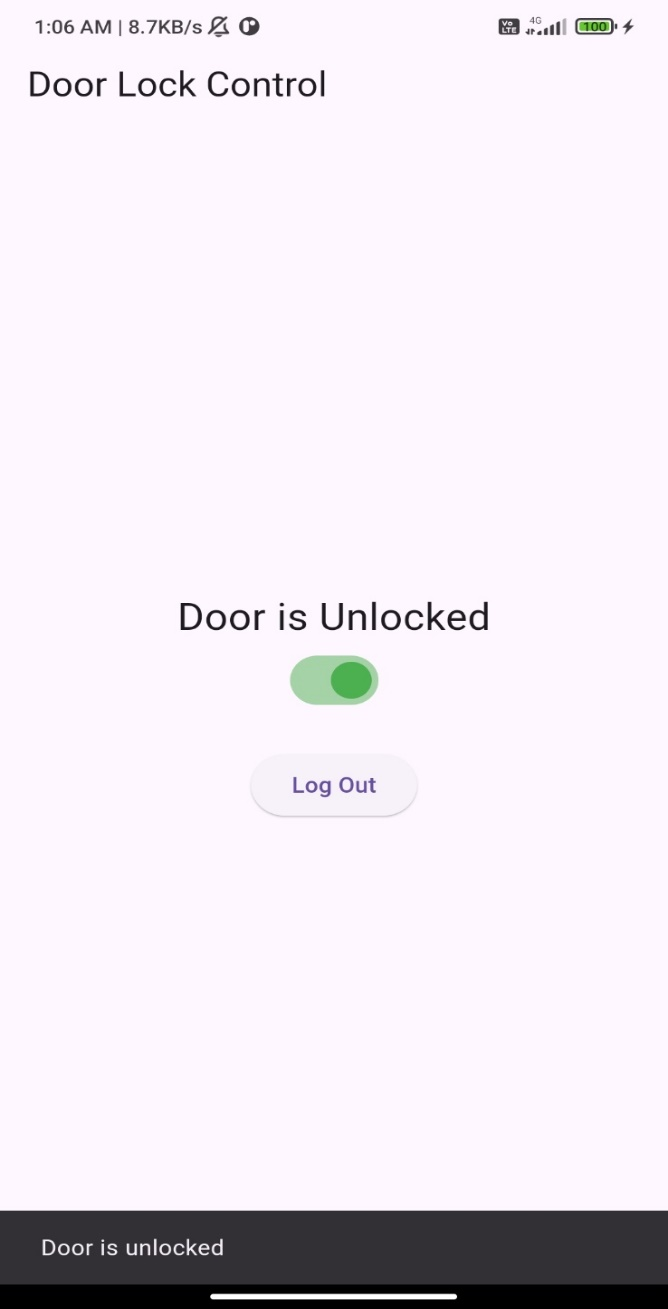 1:06 AM | 8.7KB/s
Vo LTE 4G 100
Door Lock Control
Door is Unlocked
Log Out
Door is unlocked